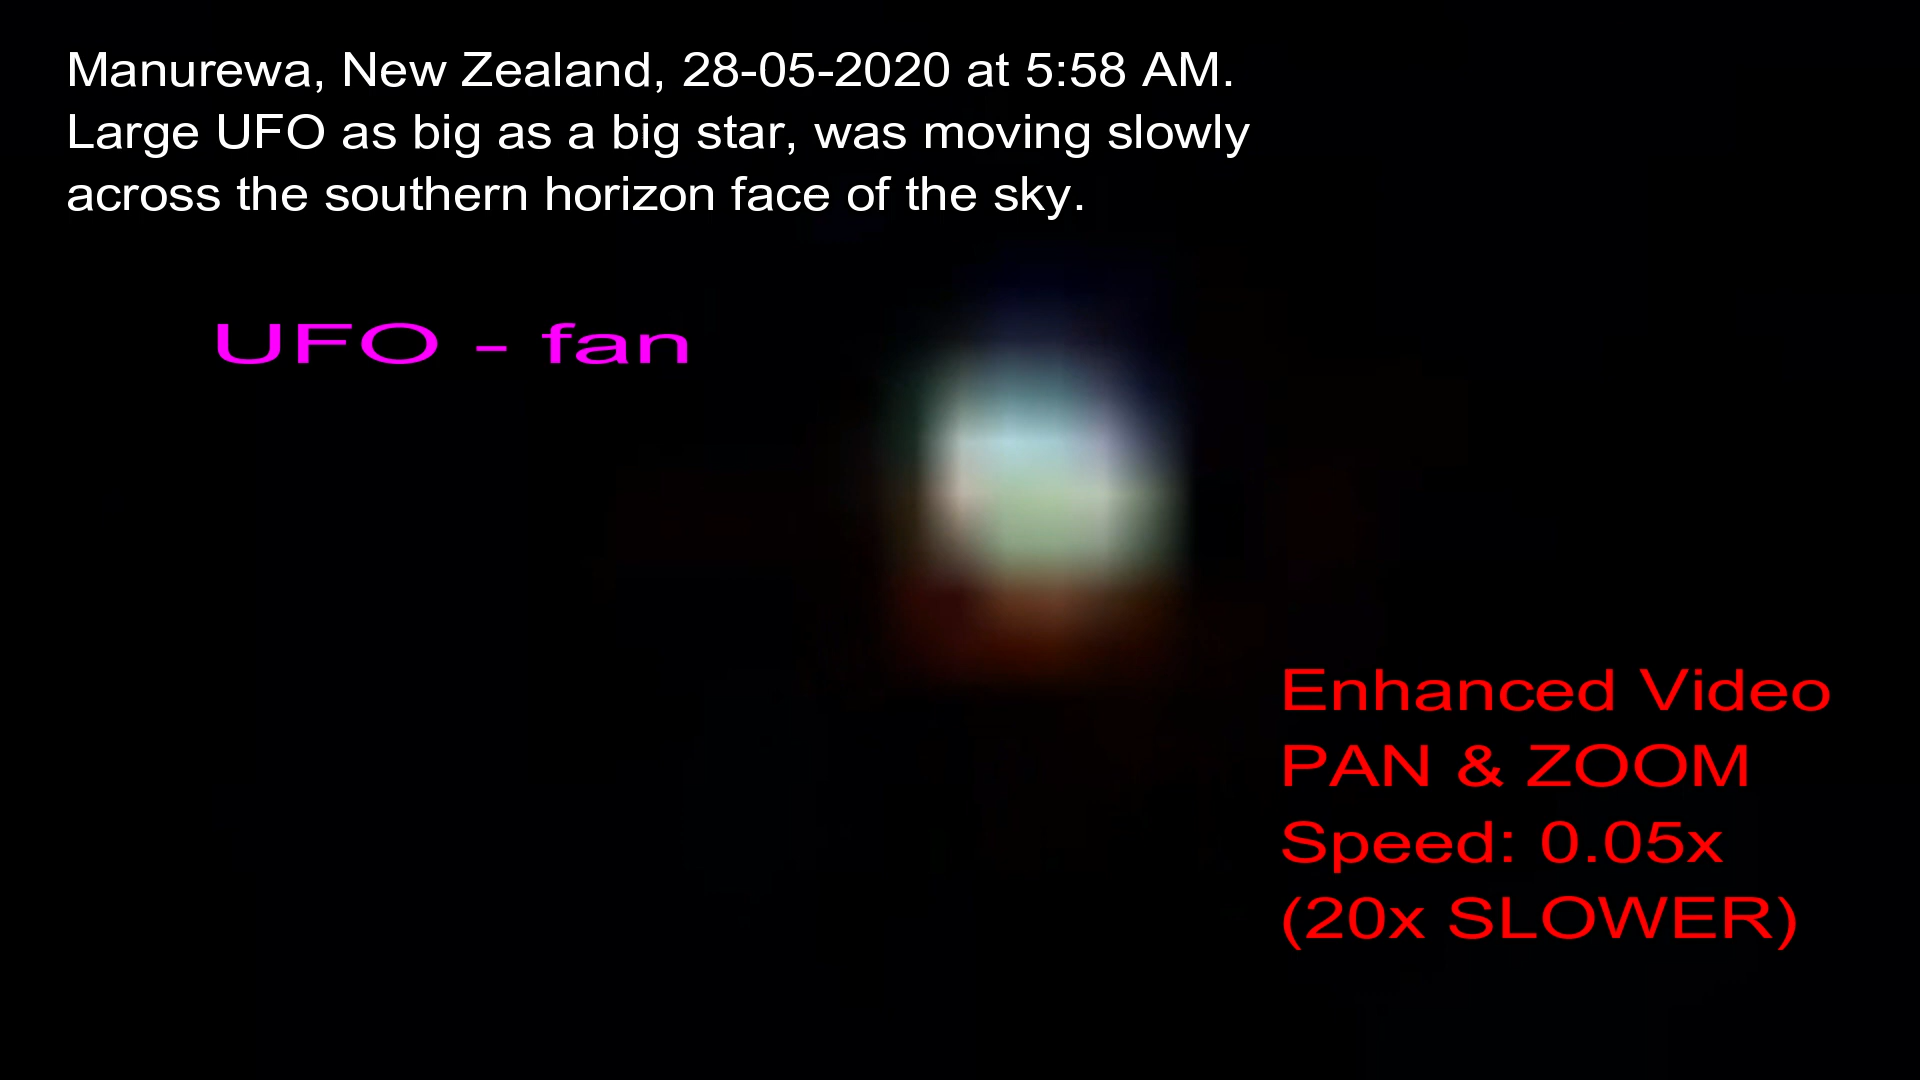 Manurewa, New Zealand, 28-05-2020 at 5:58 AM.
Large UFO as big as a big star, was moving slowly
across the southern horizon face of the sky.
UFO - fan
Enhanced Video
PAN & ZOOM
Speed: 0.05x
(20x SLOWER)